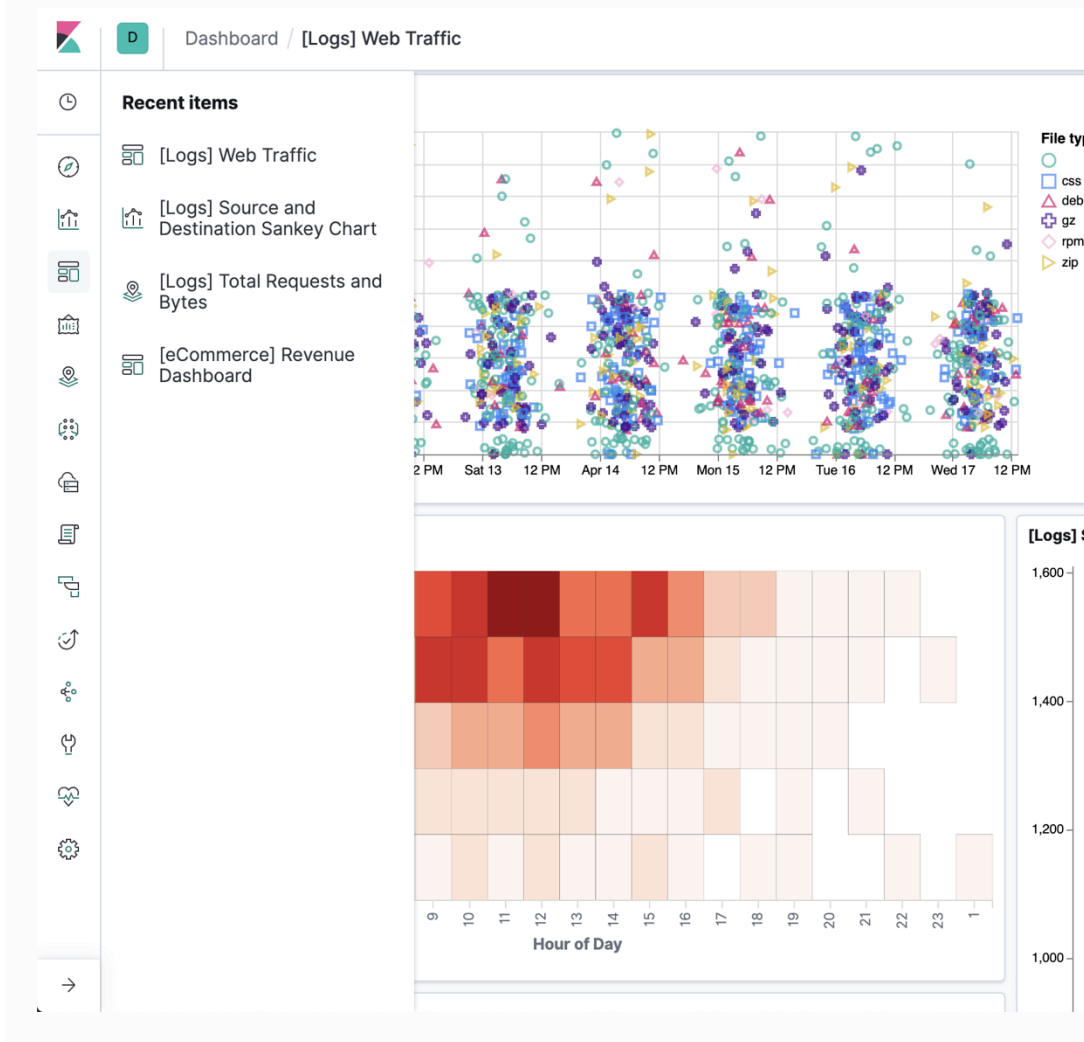 D
Dashboard / [Logs] Web Traffic
Recent items
[Logs] Web Traffic
[Logs] Source and
Destination Sankey Chart
[Logs] Total Requests and
Bytes
[eCommerce] Revenue
Dashboard
File typ
css
deb
gz
rpm
zip
2 PM Sat 13 12 PM Apr 14 12 PM Mon 15 12 PM Tue 16 12 PM Wed 17 12 PM
9 10 11 12 13 14 15 16 17 18 19 20 21 22 23 1
Hour of Day
[Logs] S
1,600
1,400
1,200
1,000